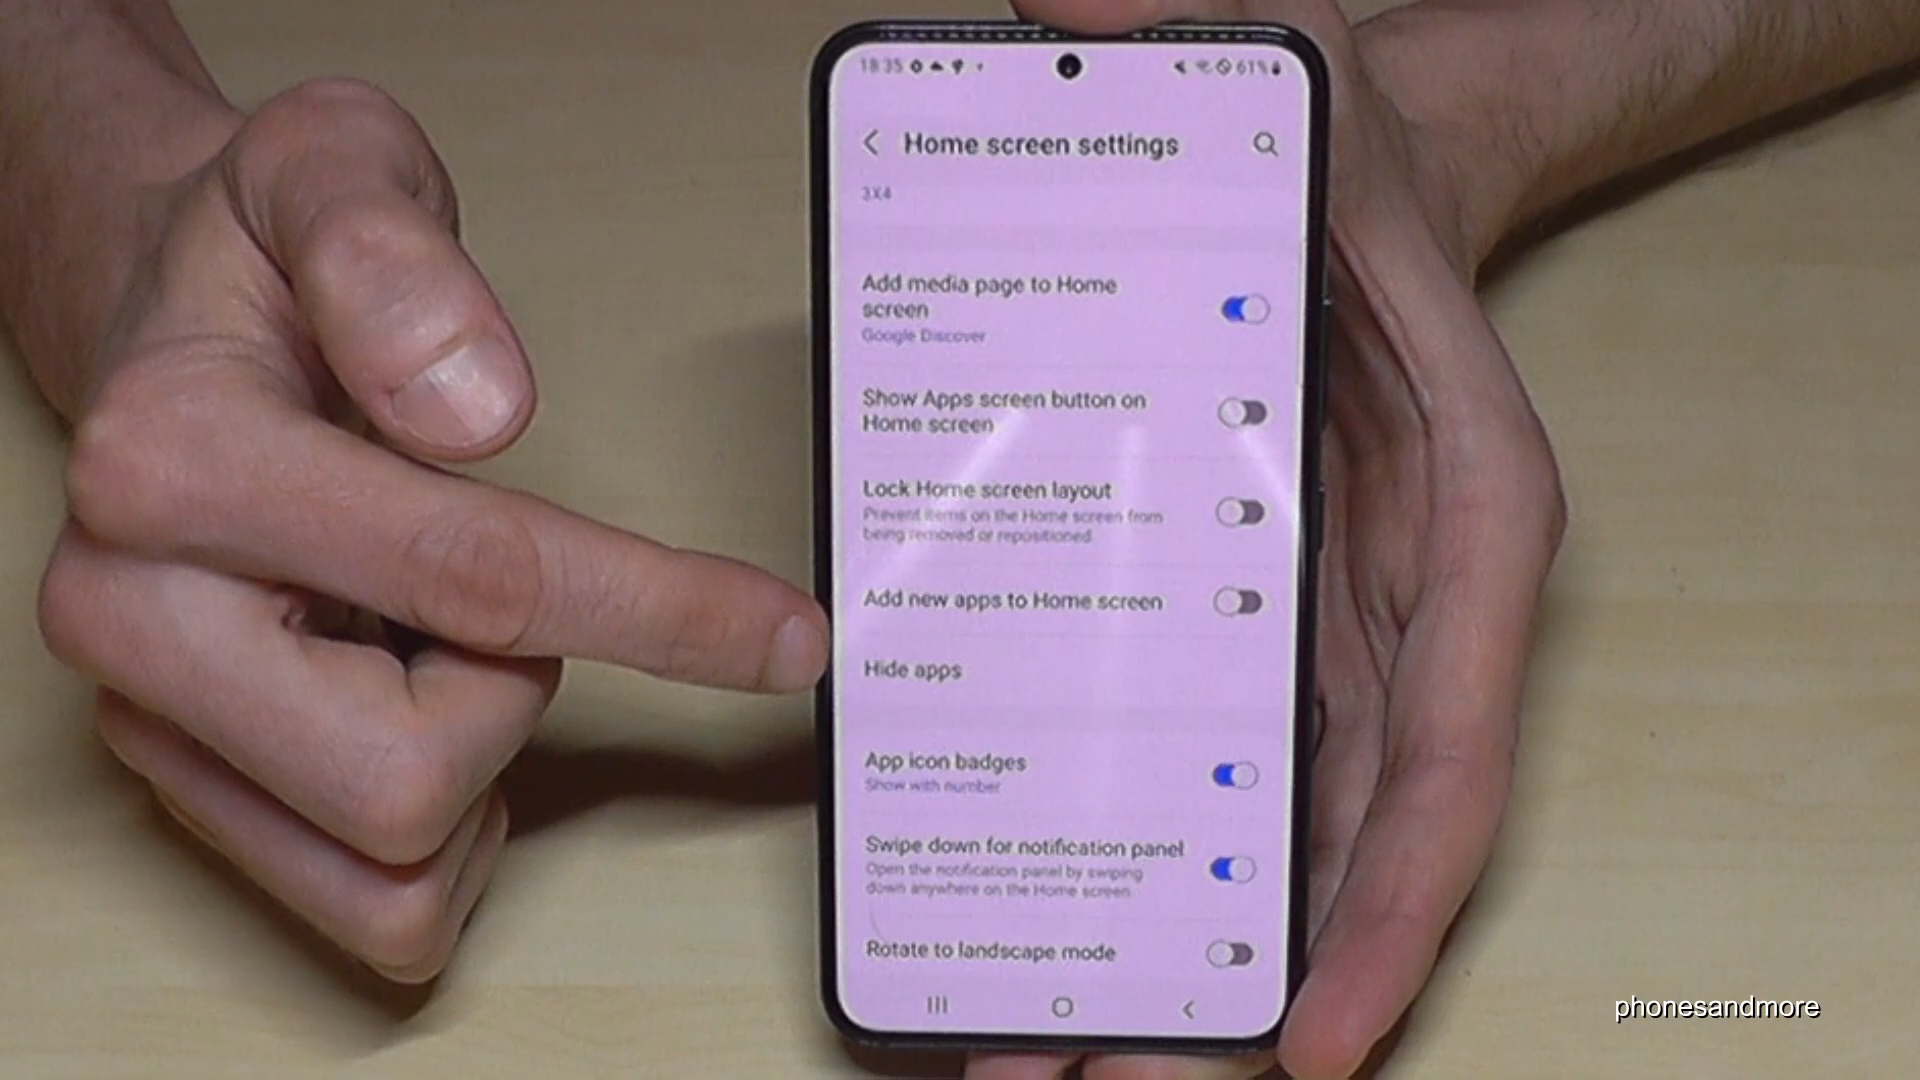 18:35 61%
Home screen settings
3X4
Add media page to Home
screen
Google Discover
Show Apps screen button on
Home screen
Lock Home screen layout
Prevent items on the Home screen from
being removed or repositioned.
Add new apps to Home screen
Hide apps
App icon badges
Show with number
Swipe down for notification panel
Open the notification panel by swiping
down anywhere on the Home screen.
Rotate to landscape mode
phonesandmore